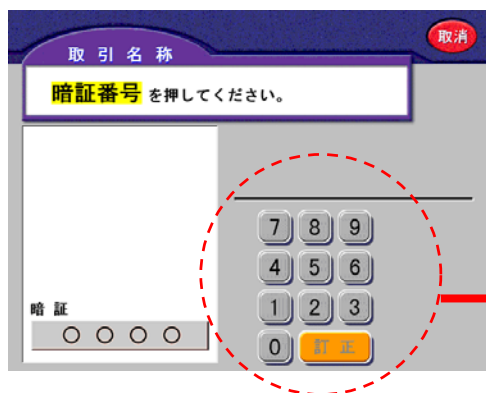 取消
取引名称
暗証番号 を押してください。
7 8 9
4 5 6
1 2 3
0 訂正
暗証
○○○○